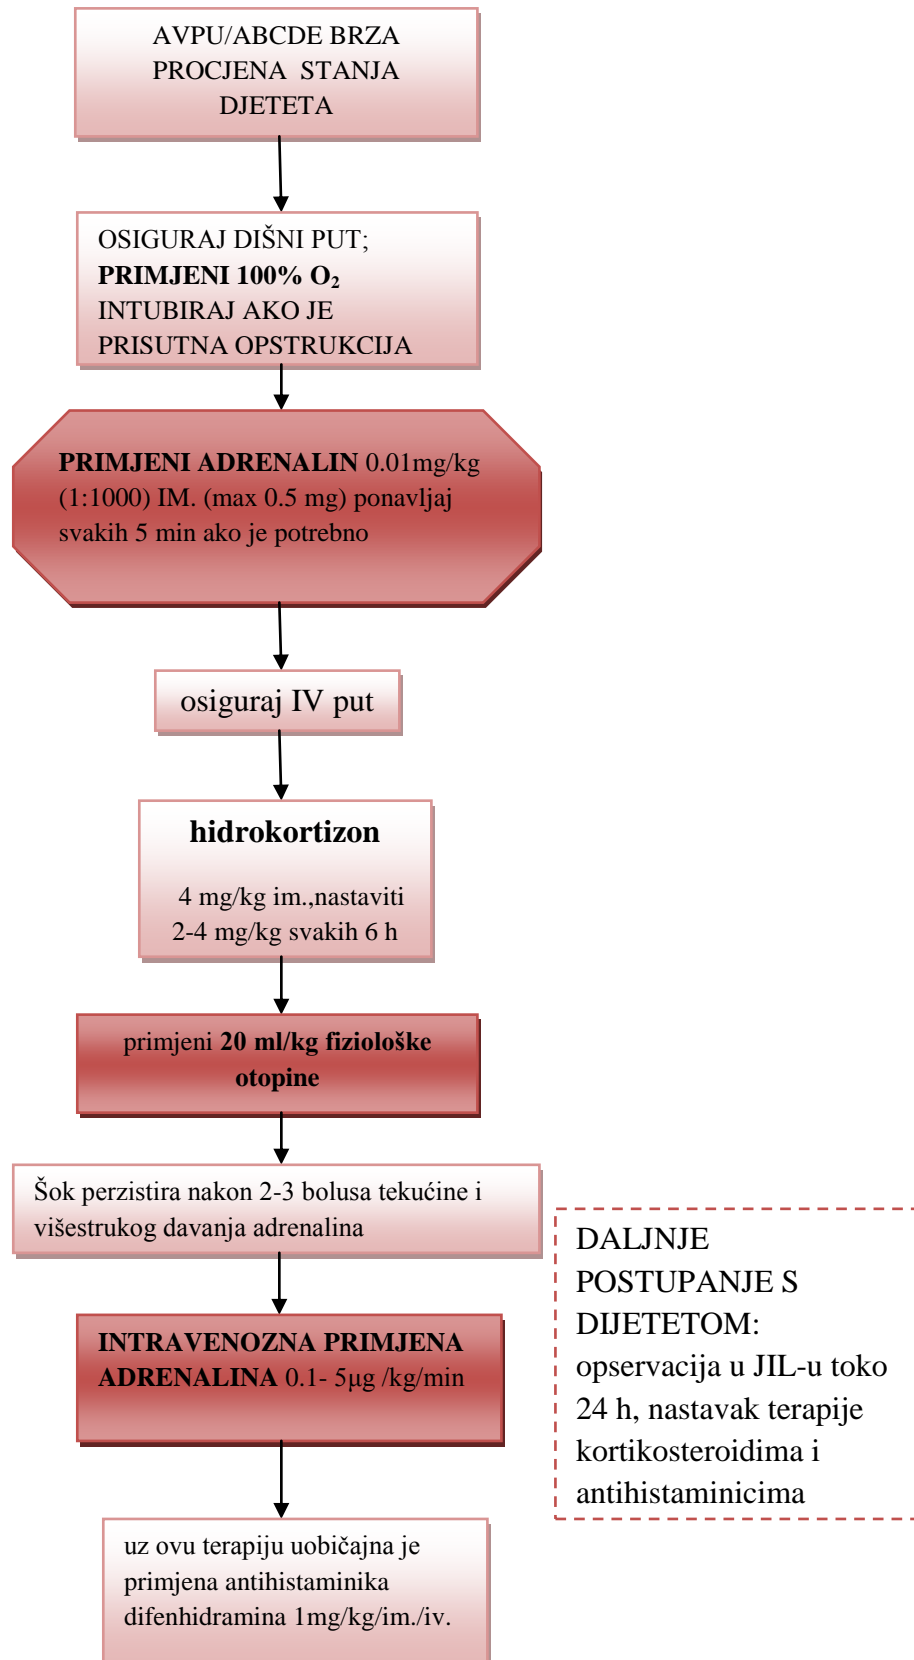 AVPU/ABCDE BRZA
PROCJENA STANJA
DJETETA
OSIGURAJ DIŠNI PUT;
PRIMJENI 100% O₂
INTUBIRAJ AKO JE
PRISUTNA OPSTRUKCIJA
PRIMJENI ADRENALIN 0.01mg/kg
(1:1000) IM. (max 0.5 mg) ponavljaj
svakih 5 min ako je potrebno
osiguraj IV put
hidrokortizon
4 mg/kg im.,nastaviti
2-4 mg/kg svakih 6 h
primjeni 20 ml/kg fiziološke
otopine
Šok perzistira nakon 2-3 bolusa tekućine i
višestrukog davanja adrenalina
INTRAVENOZNA PRIMJENA
ADRENALINA 0.1- 5µg /kg/min
uz ovu terapiju uobičajna je
primjena antihistaminika
difenhidramina 1mg/kg/im./iv.
DALJNJE
POSTUPANJE S
DIJETETOM:
opservacija u JIL-u toko
24 h, nastavak terapije
kortikosteroidima i
antihistaminicima